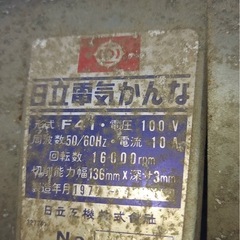 日立電気かんな
形式 F41・電圧 100V
周波数 50/60Hz・電流 10A
回転数 16000rpm
切削能力 幅136mm×深さ3mm
製造年月 197
日立工機株式会社
No.